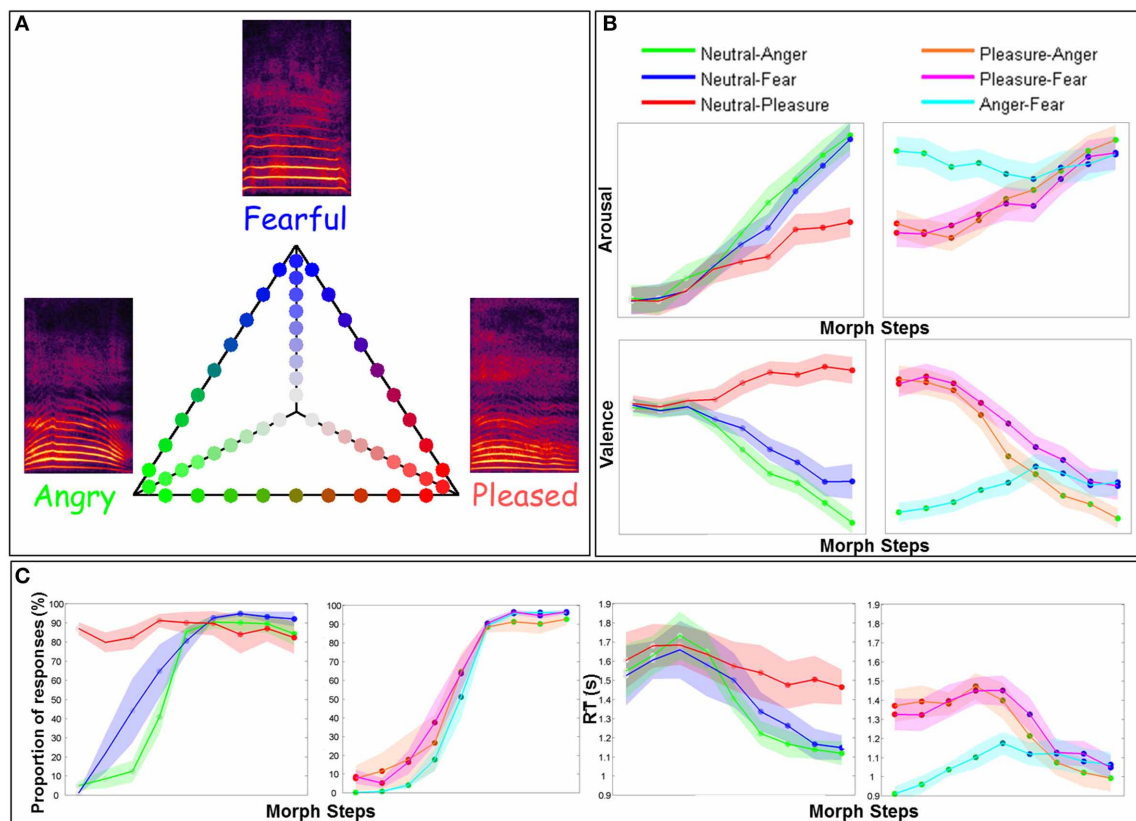 A
Fearful
Angry
Pleased
B
Neutral-Anger
Neutral-Fear
Neutral-Pleasure
Pleasure-Anger
Pleasure-Fear
Anger-Fear
Arousal
Morph Steps
Valence
Morph Steps
C
Proportion of responses (%)
100
90
80
70
60
50
40
30
20
10
0
100
90
80
70
60
50
40
30
20
10
0
Morph Steps
RT (s)
1.9
1.8
1.7
1.6
1.5
1.4
1.3
1.2
1.1
1
0.9
1.9
1.8
1.7
1.6
1.5
1.4
1.3
1.2
1.1
1
0.9
Morph Steps